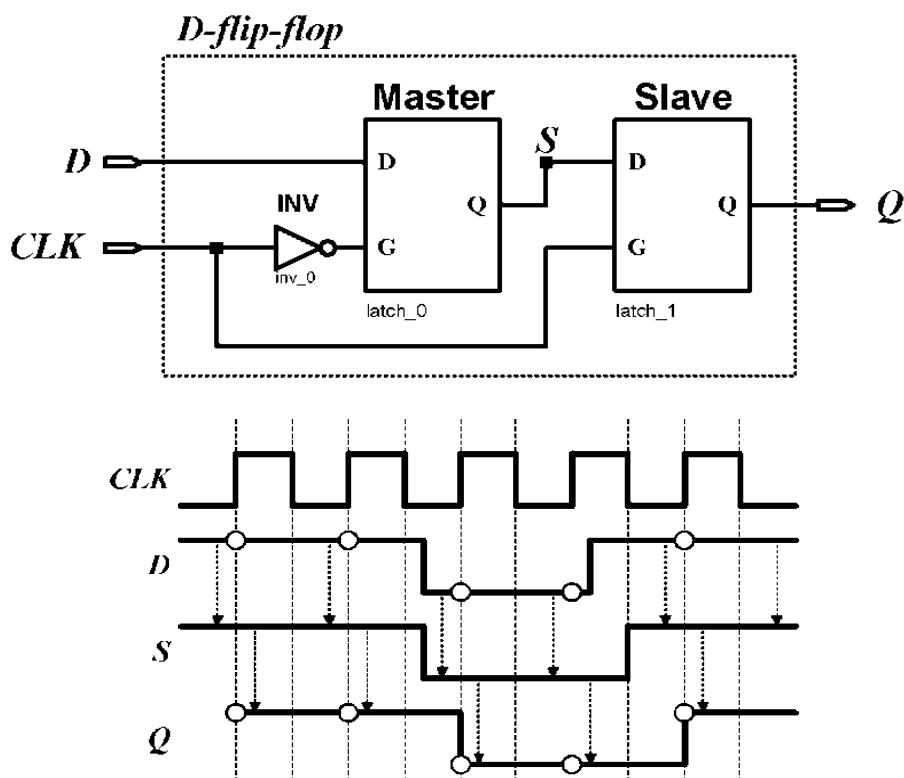 D-flip-flop
Master
Slave
D
D
Q
S
D
Q
Q
INV
CLK
G
G
inv_0
latch_0
latch_1
CLK
D
S
Q